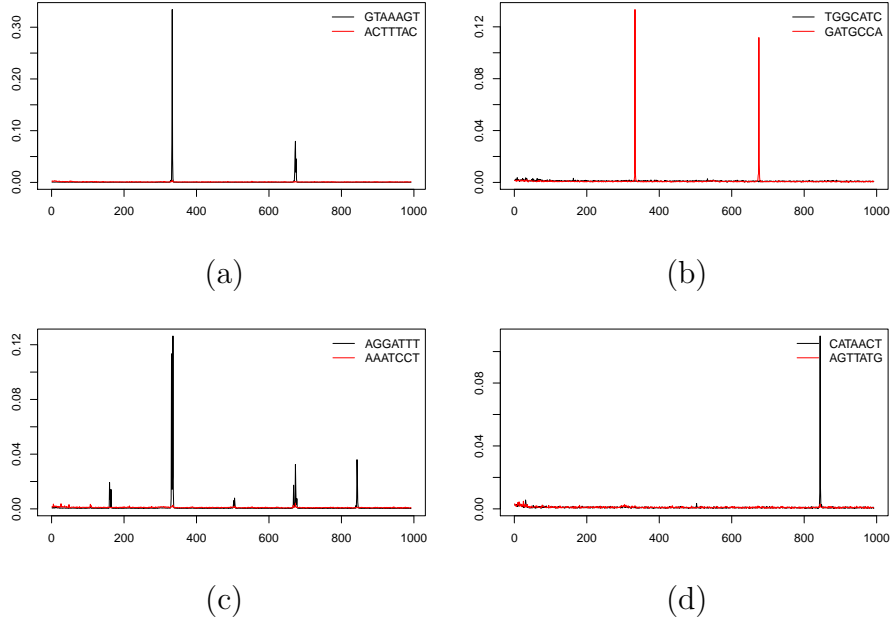 0.00 0.10 0.20 0.30
GTAAAGT
ACTTTAC
0 200 400 600 800 1000
(a)
0.00 0.04 0.08 0.12
TGGCATC
GATGCCA
0 200 400 600 800 1000
(b)
0.00 0.04 0.08 0.12
AGGATTT
AAATCCT
0 200 400 600 800 1000
(c)
0.00 0.04 0.08
CATAACT
AGTTATG
0 200 400 600 800 1000
(d)